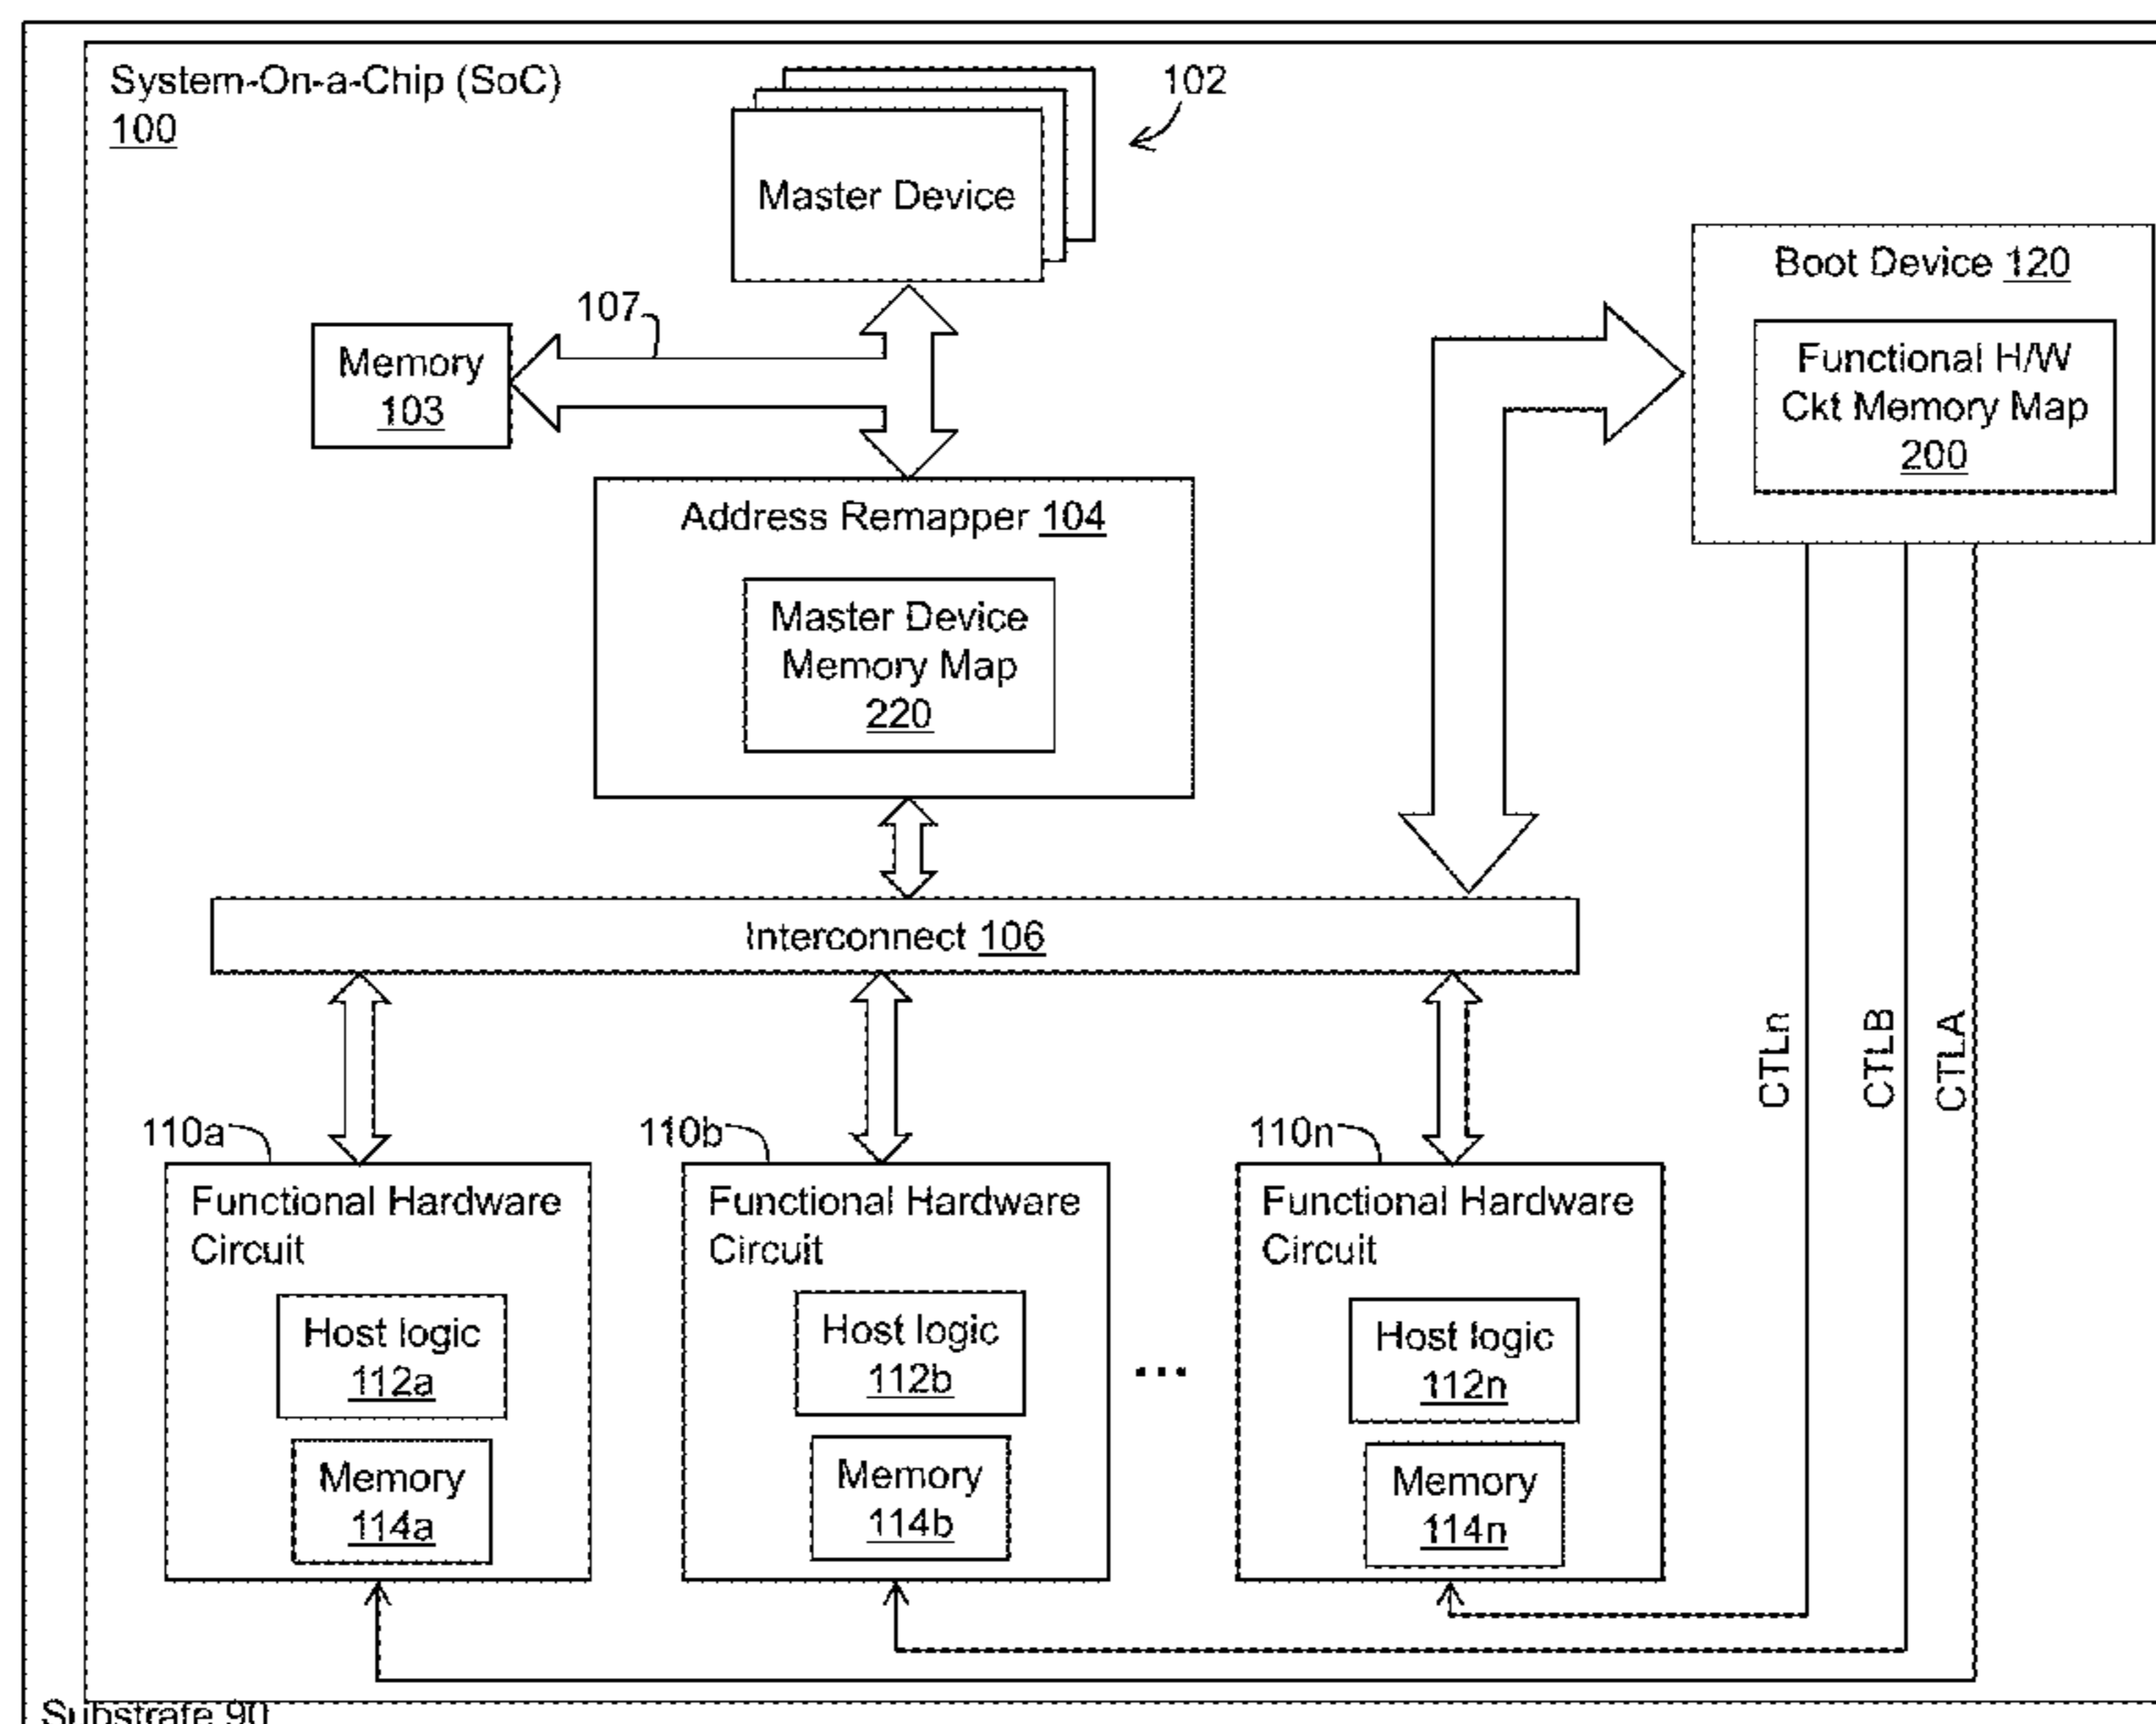 System-On-a-Chip (SoC)
100
102
Master Device
107
Memory
103
Boot Device 120
Functional H/W
Ckt Memory Map
200
Address Remapper 104
Master Device
Memory Map
220
Interconnect 106
CTLn
CTLB
CTLA
110a
Functional Hardware
Circuit
Host logic
112a
Memory
114a
110b
Functional Hardware
Circuit
Host logic
112b
Memory
114b
...
110n
Functional Hardware
Circuit
Host logic
112n
Memory
114n
Substrate 90